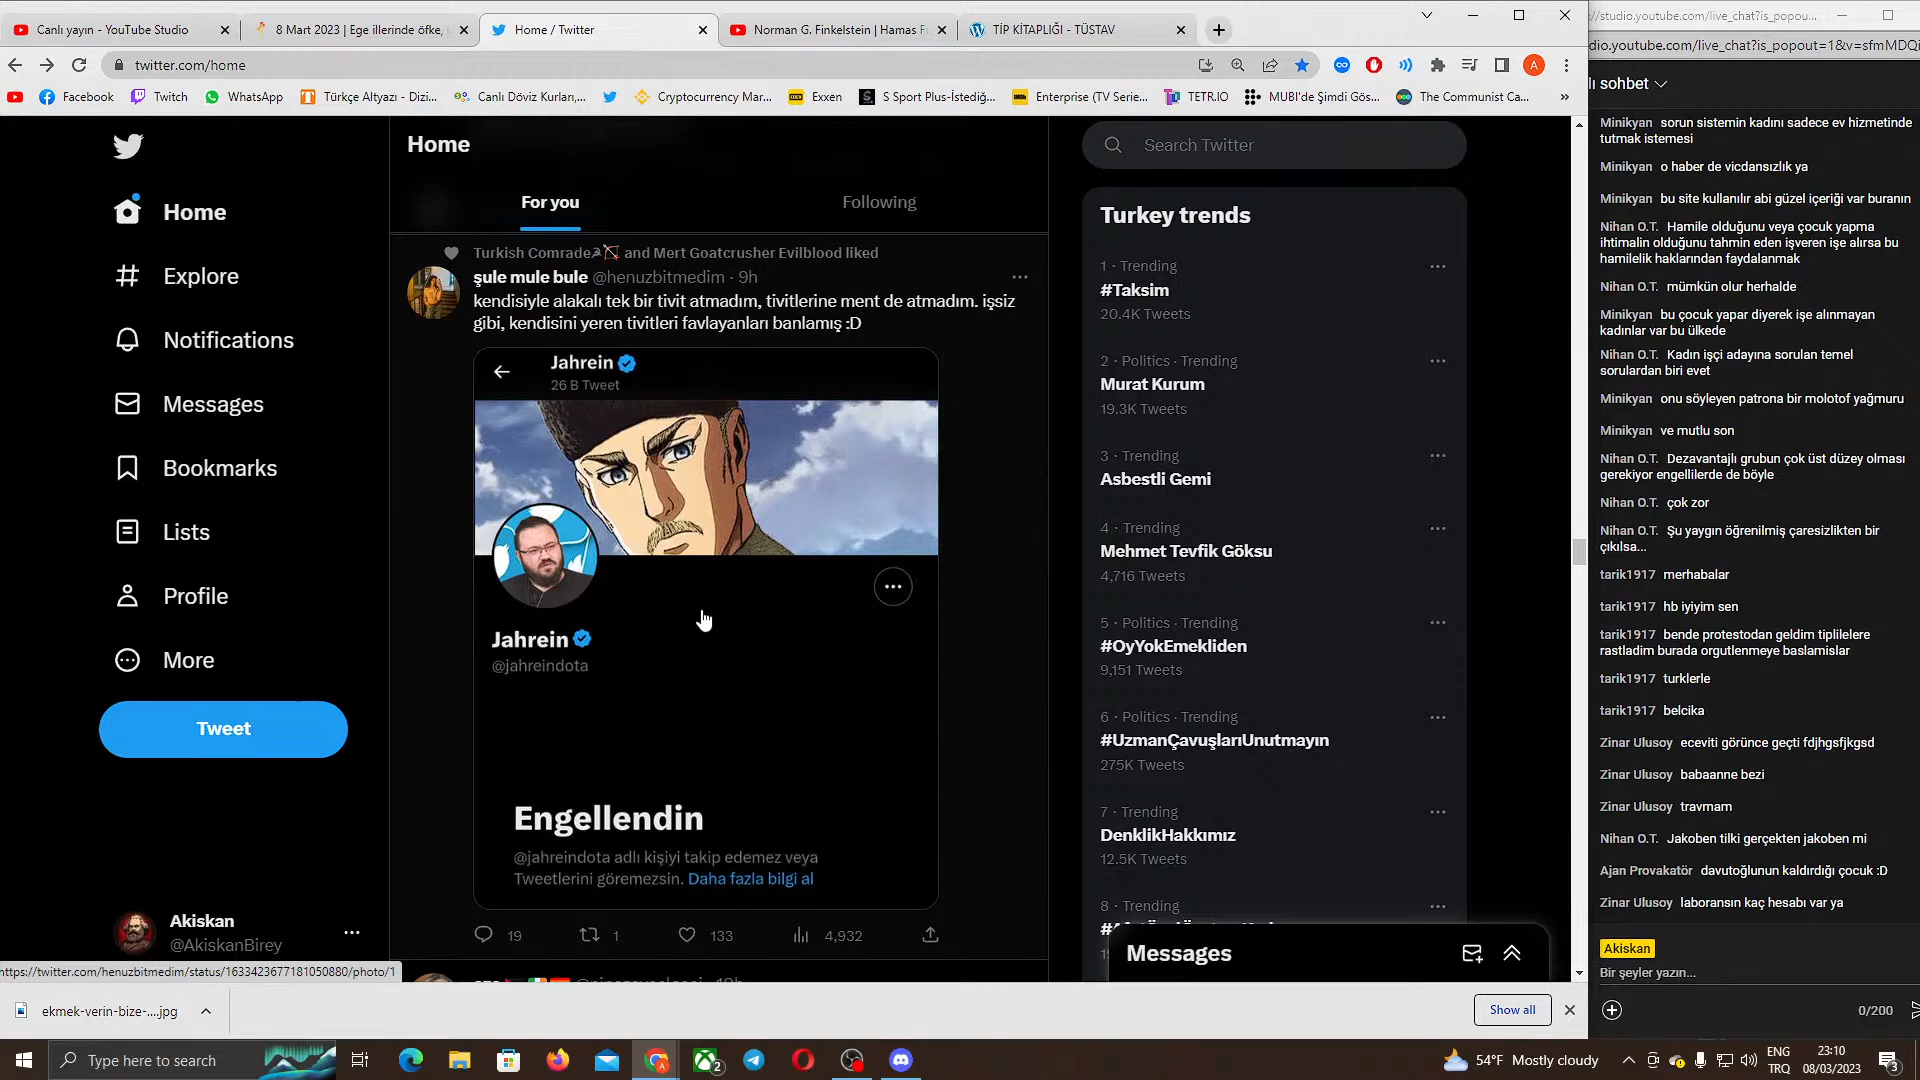 Canlı yayın - YouTube Studio
8 Mart 2023 | Ege illerinde öfke, i
Home / Twitter
Norman G. Finkelstein | Hamas F
TİP KİTAPLIĞI - TÜSTAV
//studio.youtube.com/live_chat?is_popou...
twitter.com/home
dio.youtube.com/live_chat?is_popout=1&v=sfmMDQi
Facebook
Twitch
WhatsApp
Türkçe Altyazı - Dizi...
Canlı Döviz Kurları,...
Cryptocurrency Mar...
Exxen
S Sport Plus-İstediğ...
Enterprise (TV Serie...
TETR.IO
MUBI'de Şimdi Gös...
The Communist Ca...
Home
Explore
Notifications
Messages
Bookmarks
Lists
Profile
More
Tweet
Akiskan
@AkiskanBirey
https://twitter.com/henuzbitmedim/status/1633423677181050880/photo/1
Home
For you
Following
Turkish Comrade and Mert Goatcrusher Evilblood liked
şule mule bule @henuzbitmedim · 9h
kendisiyle alakalı tek bir tivit atmadım, tivitlerine ment de atmadım. işsiz
gibi, kendisini yeren tivitleri favlayanları banlamış :D
Jahrein
26 B Tweet
Jahrein
@jahreindota
Engellendin
@jahreindota adlı kişiyi takip edemez veya
Tweetlerini göremezsin. Daha fazla bilgi al
19
1
133
4,932
Search Twitter
Turkey trends
1 · Trending
#Taksim
20.4K Tweets
2 · Politics · Trending
Murat Kurum
19.3K Tweets
3 · Trending
Asbestli Gemi
4 · Trending
Mehmet Tevfik Göksu
4,716 Tweets
5 · Politics · Trending
#OyYokEmekliden
9,151 Tweets
6 · Politics · Trending
#UzmanÇavuşlarıUnutmayın
275K Tweets
7 · Trending
DenklikHakkımız
12.5K Tweets
8 · Trending
Messages
lı sohbet
Minikyan sorun sistemin kadını sadece ev hizmetinde
tutmak istemesi
Minikyan o haber de vicdansızlık ya
Minikyan bu site kullanılır abi güzel içeriği var buranın
Nihan O.T. Hamile olduğunu veya çocuk yapma
ihtimalin olduğunu tahmin eden işveren işe alırsa bu
hamilelik haklarından faydalanmak
Nihan O.T. mümkün olur herhalde
Minikyan bu çocuk yapar diyerek işe alınmayan
kadınlar var bu ülkede
Nihan O.T. Kadın işçi adayına sorulan temel
sorulardan biri evet
Minikyan onu söyleyen patrona bir molotof yağmuru
Minikyan ve mutlu son
Nihan O.T. Dezavantajlı grubun çok üst düzey olması
gerekiyor engellilerde de böyle
Nihan O.T. çok zor
Nihan O.T. Şu yaygın öğrenilmiş çaresizlikten bir
çıkılsa...
tarik1917 merhabalar
tarik1917 hb iyiyim sen
tarik1917 bende protestodan geldim tiplilelere
rastladim burada orgutlenmeye baslamislar
tarik1917 turklerle
tarik1917 belcika
Zinar Ulusoy eceviti görünce geçti fdjhgsfjkgsd
Zinar Ulusoy babaanne bezi
Zinar Ulusoy travmam
Nihan O.T. Jakoben tilki gerçekten jakoben mi
Ajan Provakatör davutoğlunun kaldırdığı çocuk :D
Zinar Ulusoy laboransın kaç hesabı var ya
Akiskan
Bir şeyler yazın...
0/200
ekmek-verin-bize-....jpg
Show all
Type here to search
2
54°F Mostly cloudy
ENG
TRQ
23:10
08/03/2023
3